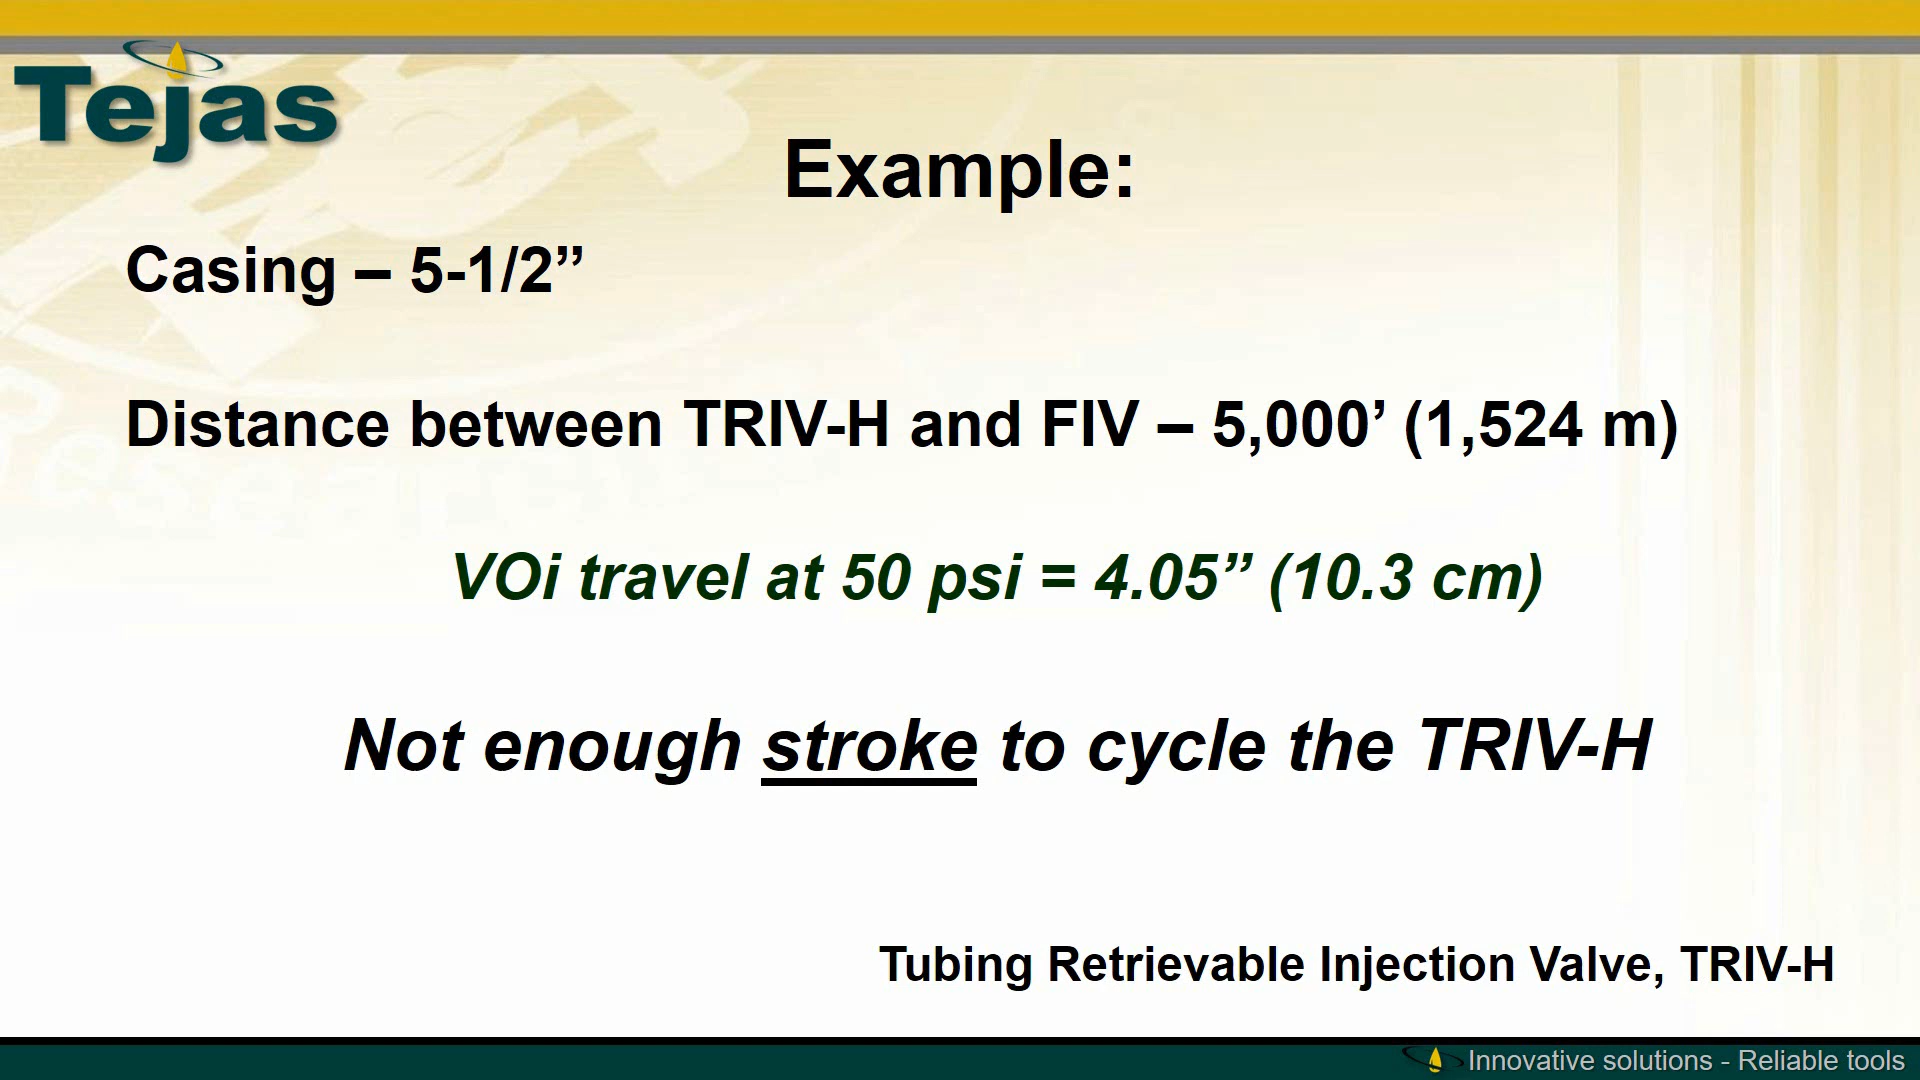 Tejas
Example:
Casing – 5-1/2”
Distance between TRIV-H and FIV – 5,000’ (1,524 m)
VOi travel at 50 psi = 4.05” (10.3 cm)
Not enough stroke to cycle the TRIV-H
Tubing Retrievable Injection Valve, TRIV-H
Innovative solutions - Reliable tools